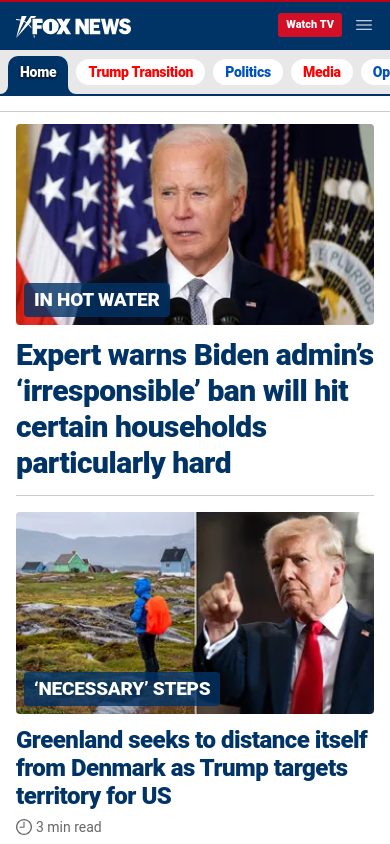 FOX NEWS
Watch TV
Home
Trump Transition
Politics
Media
Op
IN HOT WATER
Expert warns Biden admin’s
‘irresponsible’ ban will hit
certain households
particularly hard
‘NECESSARY’ STEPS
Greenland seeks to distance itself
from Denmark as Trump targets
territory for US
3 min read